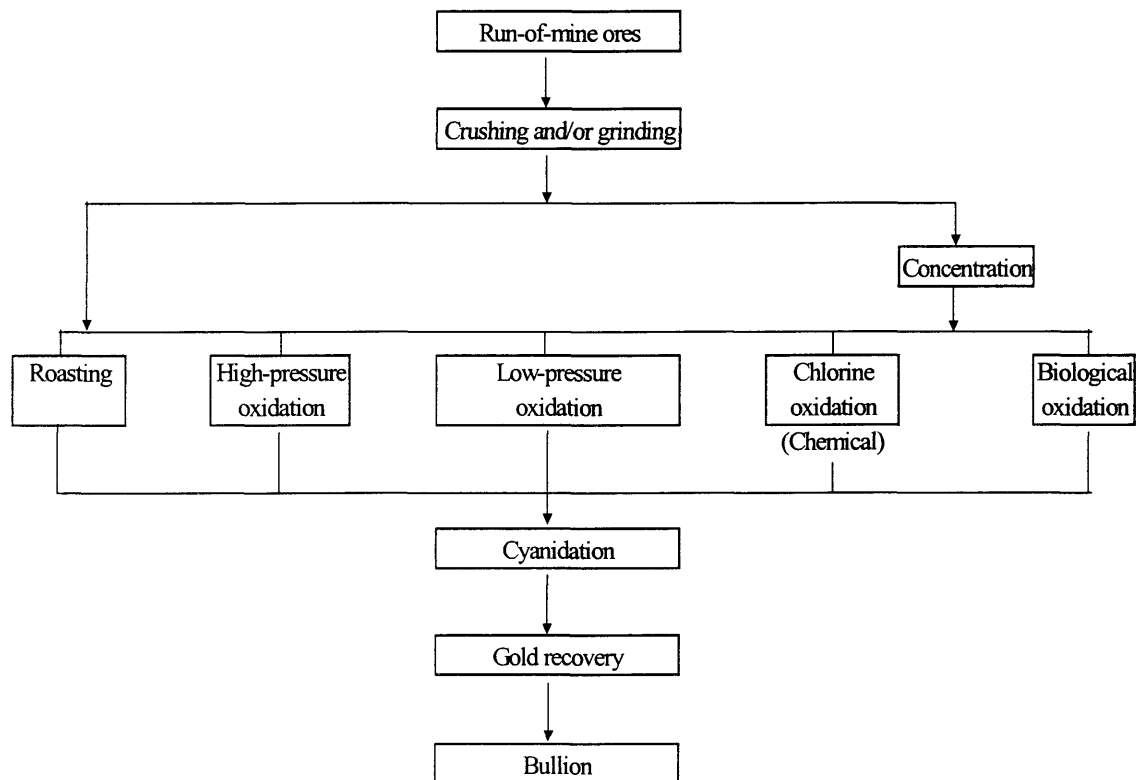 Run-of-mine ores
Crushing and/or grinding
Concentration
Roasting
High-pressure
oxidation
Low-pressure
oxidation
Chlorine
oxidation
(Chemical)
Biological
oxidation
Cyanidation
Gold recovery
Bullion